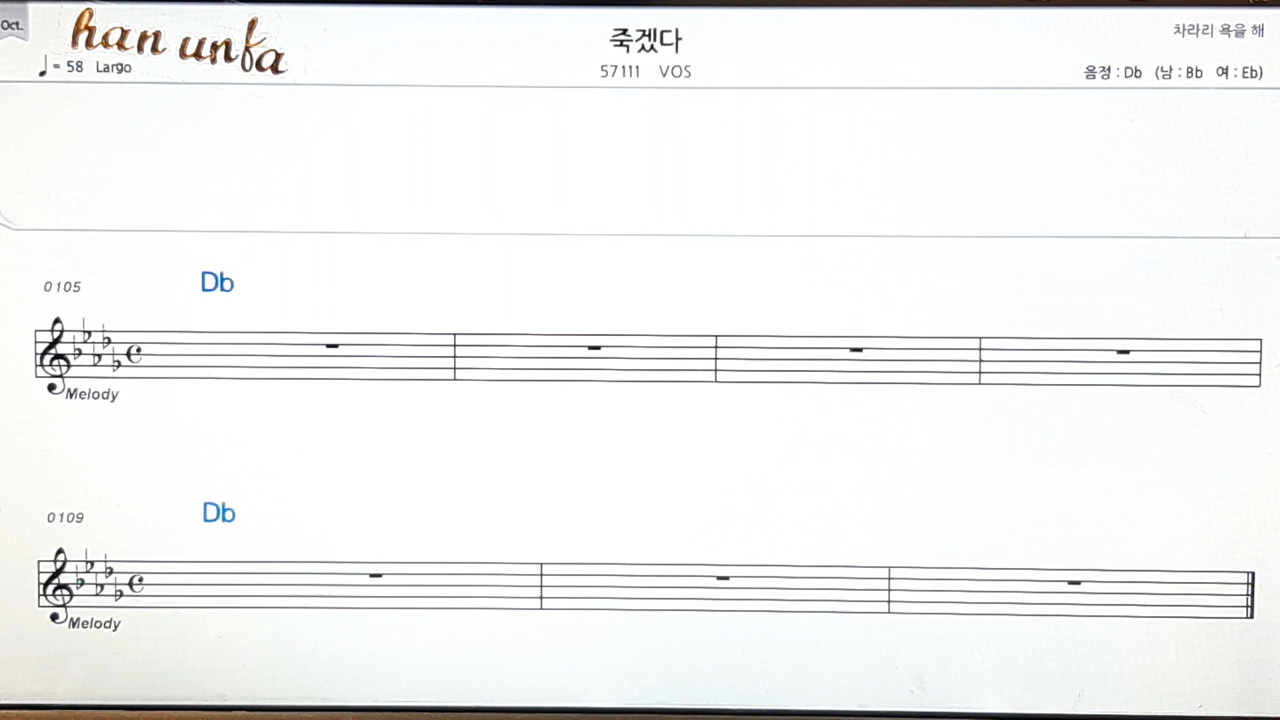 Oct.
han unfa
♩= 58 Largo
죽겠다
57111 VOS
차라리 욕을 해
음정 : Db (남 : Bb 여 : Eb)
0105 Db
Melody
0109 Db
Melody